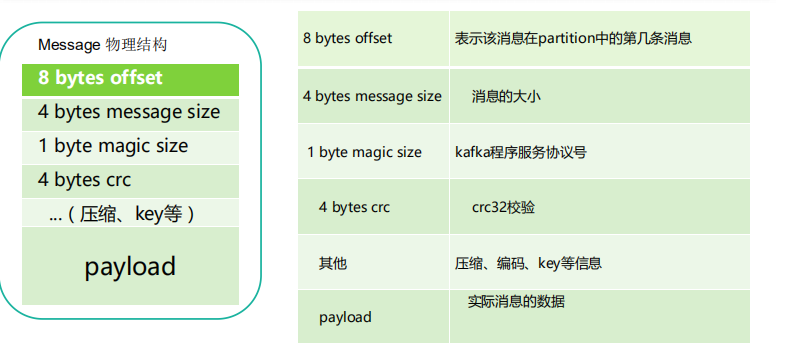 Message 物理结构
8 bytes offset
4 bytes message size
1 byte magic size
4 bytes crc
...（压缩、key等）
payload
8 bytes offset 表示该消息在partition中的第几条消息
4 bytes message size 消息的大小
1 byte magic size kafka程序服务协议号
4 bytes crc crc32校验
其他 压缩、编码、key等信息
payload 实际消息的数据